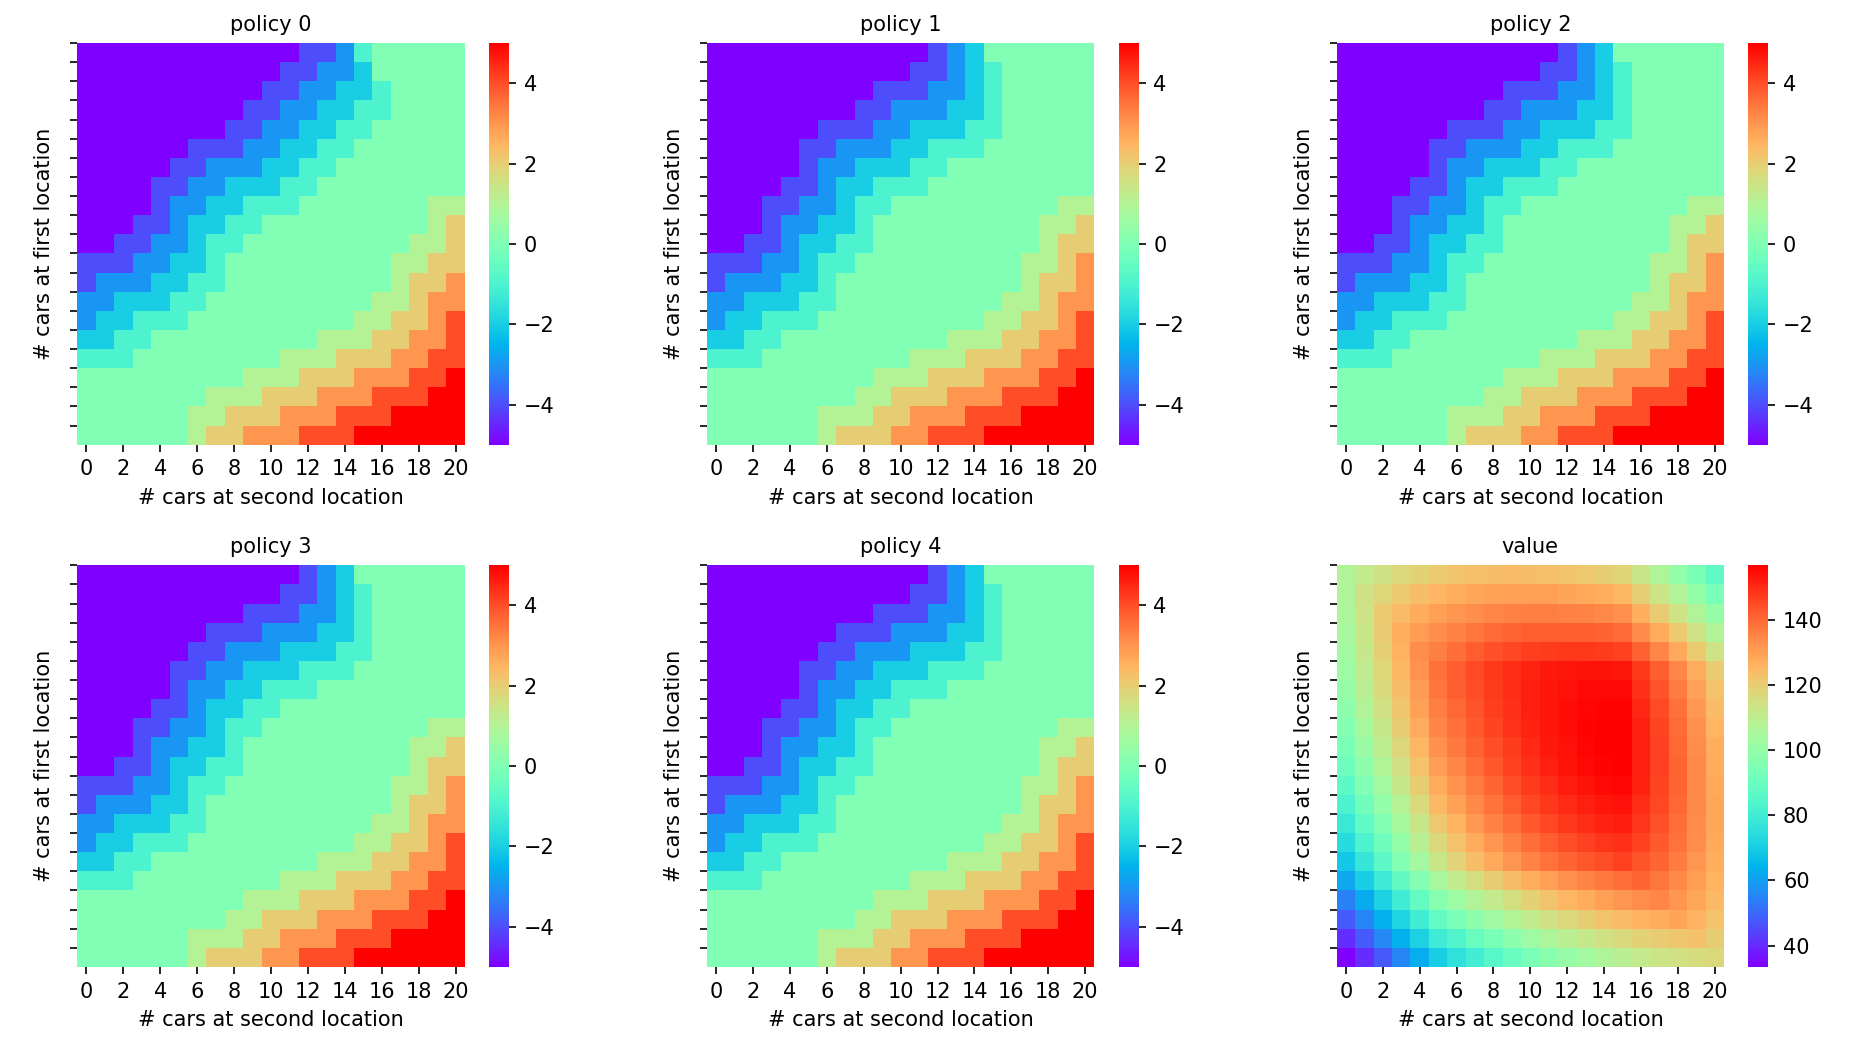 policy 0
# cars at first location
4
2
0
−2
−4
0 2 4 6 8 10 12 14 16 18 20
# cars at second location
policy 1
# cars at first location
4
2
0
−2
−4
0 2 4 6 8 10 12 14 16 18 20
# cars at second location
policy 2
# cars at first location
4
2
0
−2
−4
0 2 4 6 8 10 12 14 16 18 20
# cars at second location
policy 3
# cars at first location
4
2
0
−2
−4
0 2 4 6 8 10 12 14 16 18 20
# cars at second location
policy 4
# cars at first location
4
2
0
−2
−4
0 2 4 6 8 10 12 14 16 18 20
# cars at second location
value
# cars at first location
140
120
100
80
60
40
0 2 4 6 8 10 12 14 16 18 20
# cars at second location